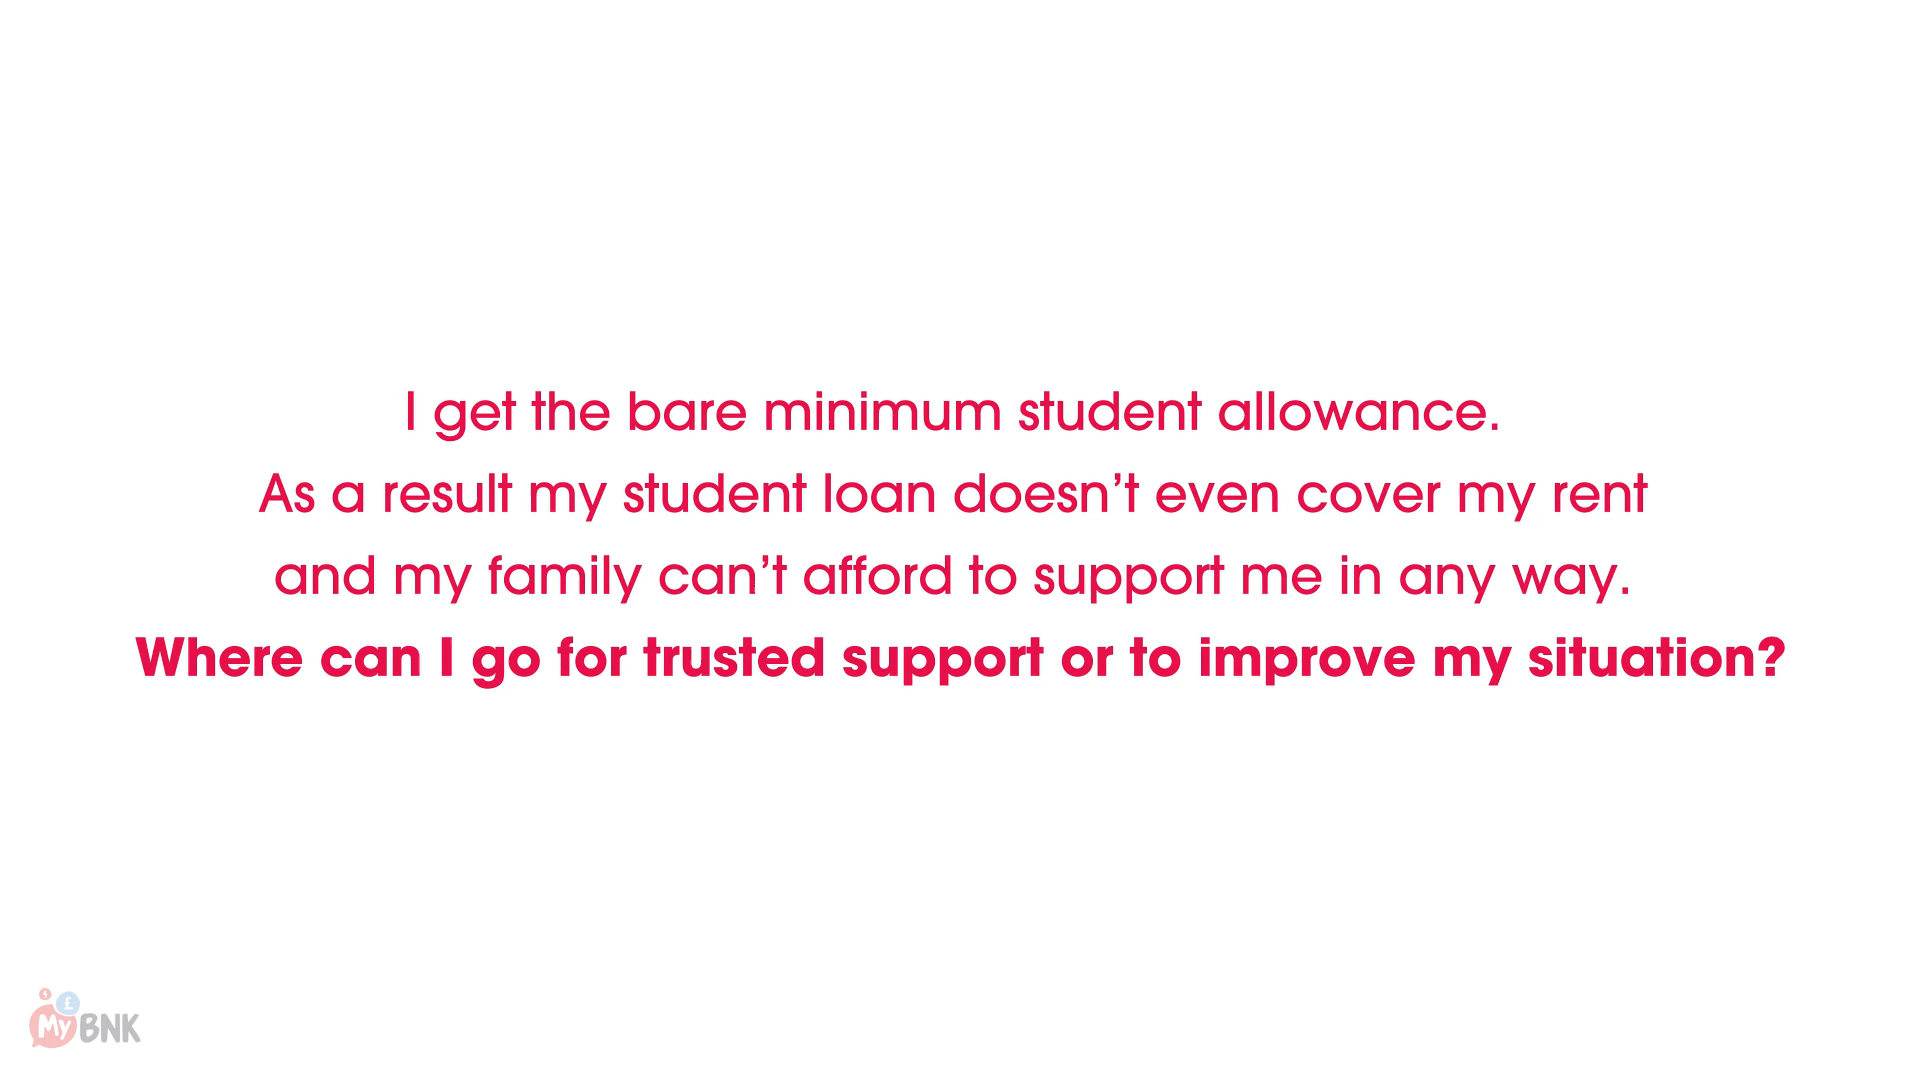 I get the bare minimum student allowance.
As a result my student loan doesn’t even cover my rent
and my family can’t afford to support me in any way.
Where can I go for trusted support or to improve my situation?
£
MyBNK